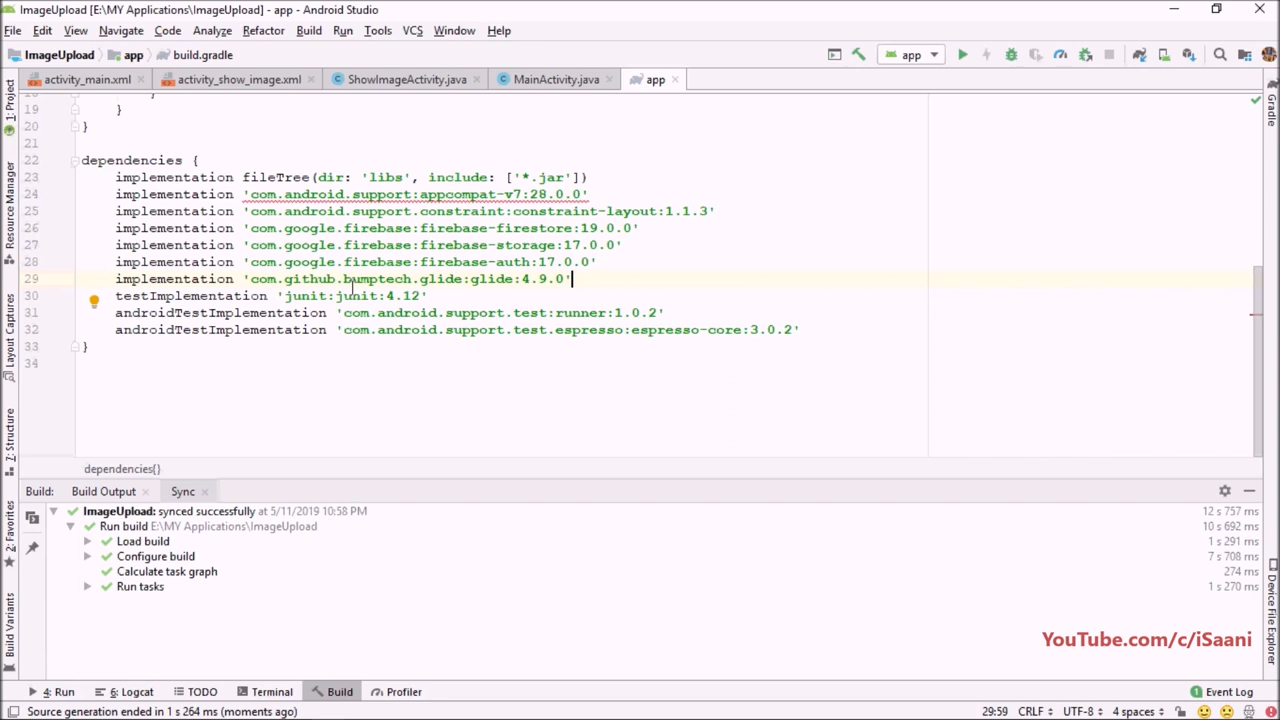 ImageUpload [E:\MY Applications\ImageUpload] - app - Android Studio
File Edit View Navigate Code Analyze Refactor Build Run Tools VCS Window Help
ImageUpload app build.gradle app
activity_main.xml activity_show_image.xml ShowImageActivity.java MainActivity.java app
1: Project
Resource Manager
Layout Captures
7: Structure
2: Favorites
Build Variants
19 }
20 }
21
22 dependencies {
23 implementation fileTree(dir: 'libs', include: ['*.jar'])
24 implementation 'com.android.support:appcompat-v7:28.0.0'
25 implementation 'com.android.support.constraint:constraint-layout:1.1.3'
26 implementation 'com.google.firebase:firebase-firestore:19.0.0'
27 implementation 'com.google.firebase:firebase-storage:17.0.0'
28 implementation 'com.google.firebase:firebase-auth:17.0.0'
29 implementation 'com.github.bumptech.glide:glide:4.9.0'
30 testImplementation 'junit:junit:4.12'
31 androidTestImplementation 'com.android.support.test:runner:1.0.2'
32 androidTestImplementation 'com.android.support.test.espresso:espresso-core:3.0.2'
33 }
34
dependencies{}
Gradle
Device File Explorer
Build: Build Output Sync
ImageUpload: synced successfully at 5/11/2019 10:58 PM 12 s 757 ms
Run build E:\MY Applications\ImageUpload 10 s 692 ms
Load build 1 s 291 ms
Configure build 7 s 708 ms
Calculate task graph 274 ms
Run tasks 1 s 270 ms
YouTube.com/c/iSaani
4: Run 6: Logcat TODO Terminal Build Profiler 1 Event Log
Source generation ended in 1 s 264 ms (moments ago) 29:59 CRLF UTF-8 4 spaces